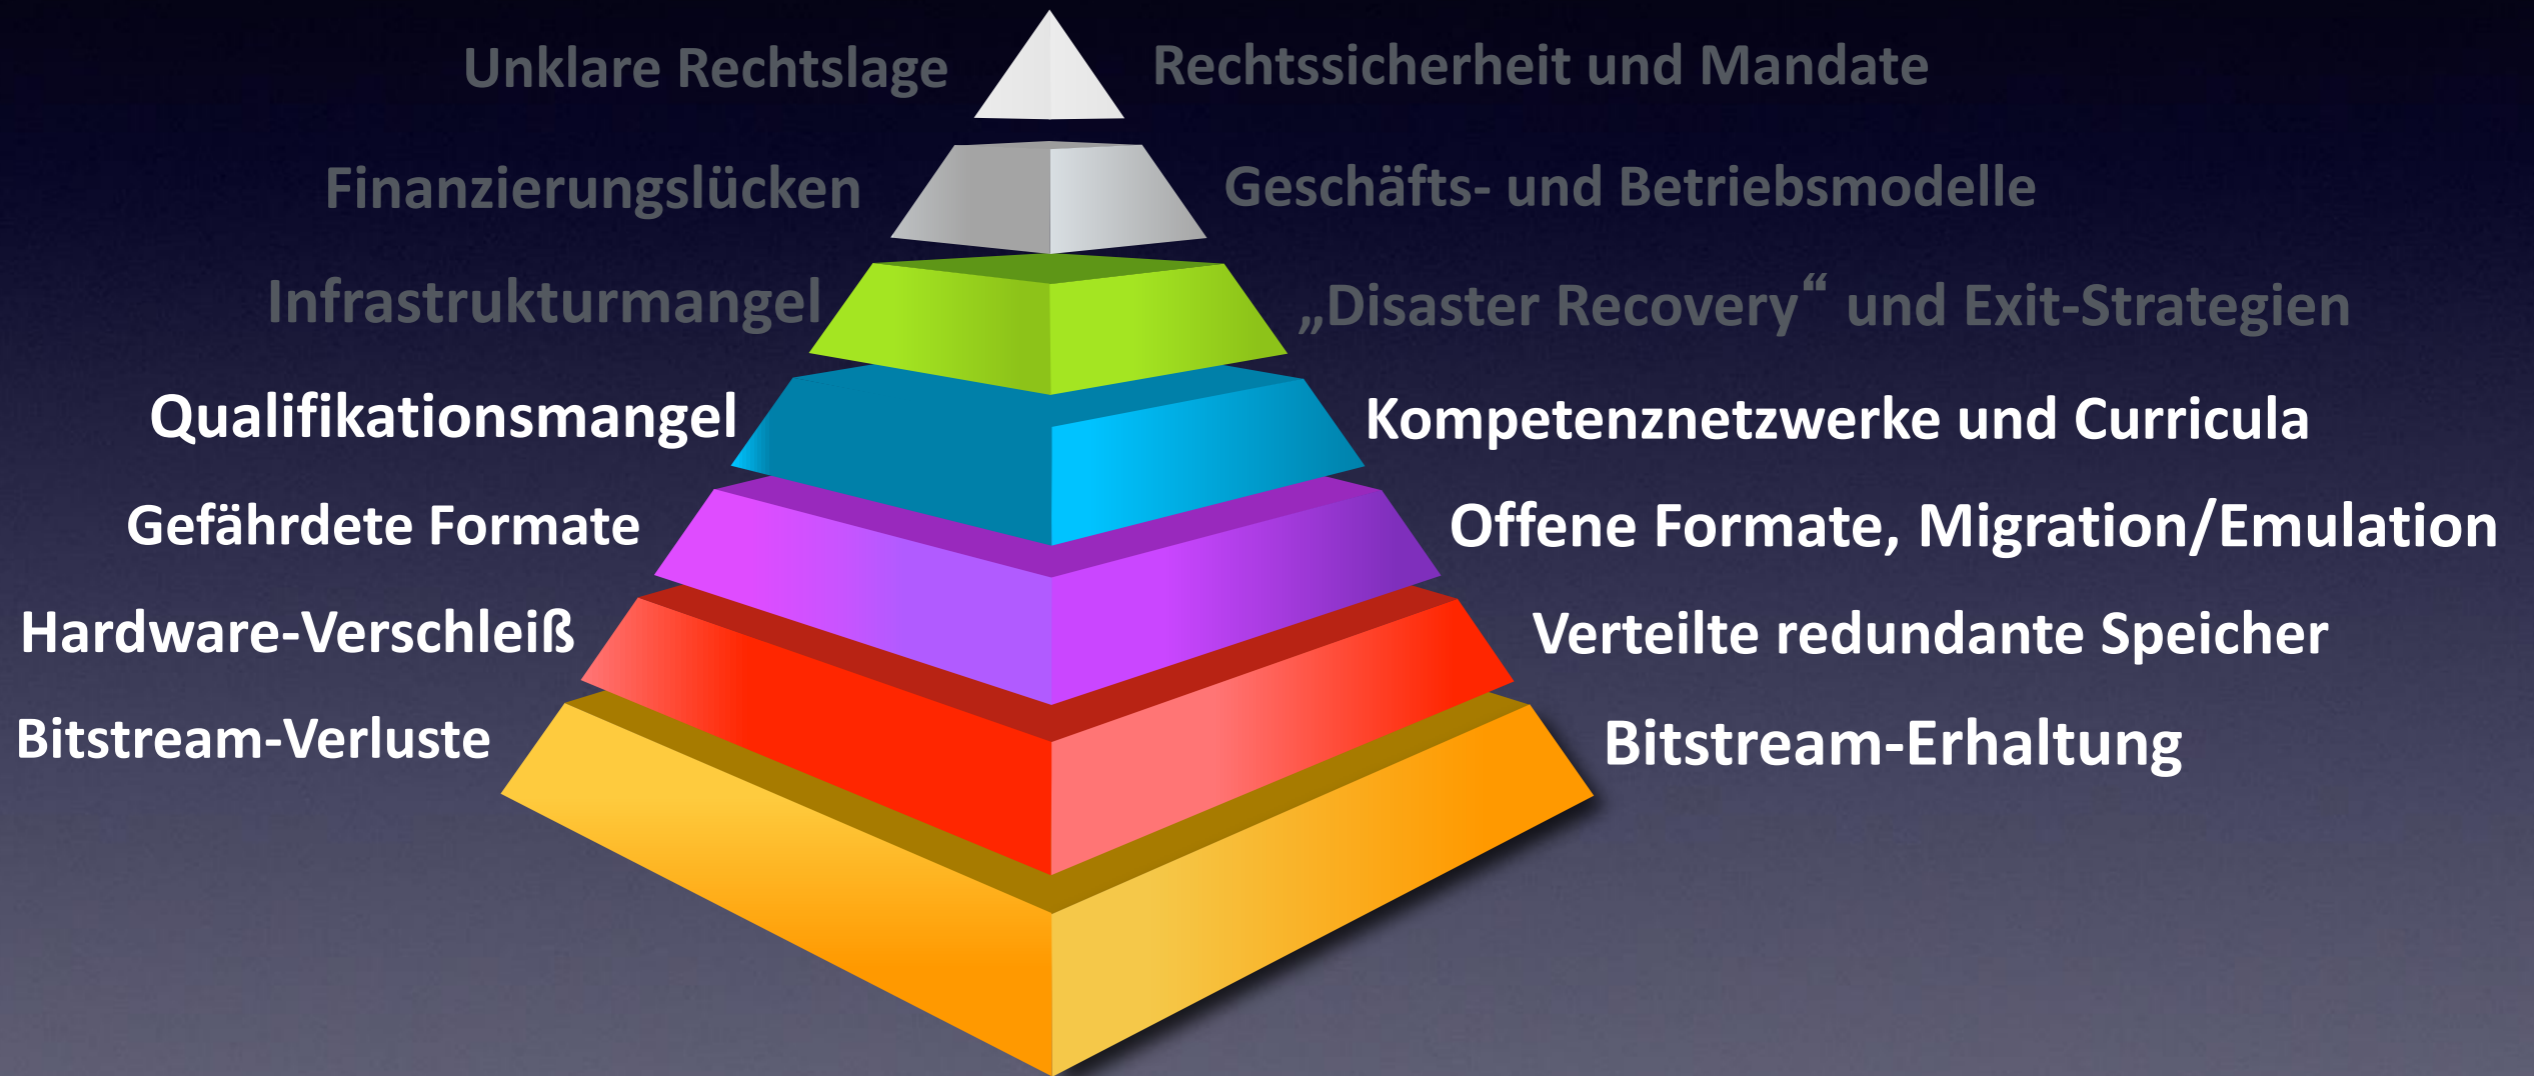 Unklare Rechtslage
Rechtssicherheit und Mandate
Finanzierungslücken
Geschäfts- und Betriebsmodelle
Infrastrukturmangel
„Disaster Recovery“ und Exit-Strategien
Qualifikationsmangel
Kompetenznetzwerke und Curricula
Gefährdete Formate
Offene Formate, Migration/Emulation
Hardware-Verschleiß
Verteilte redundante Speicher
Bitstream-Verluste
Bitstream-Erhaltung